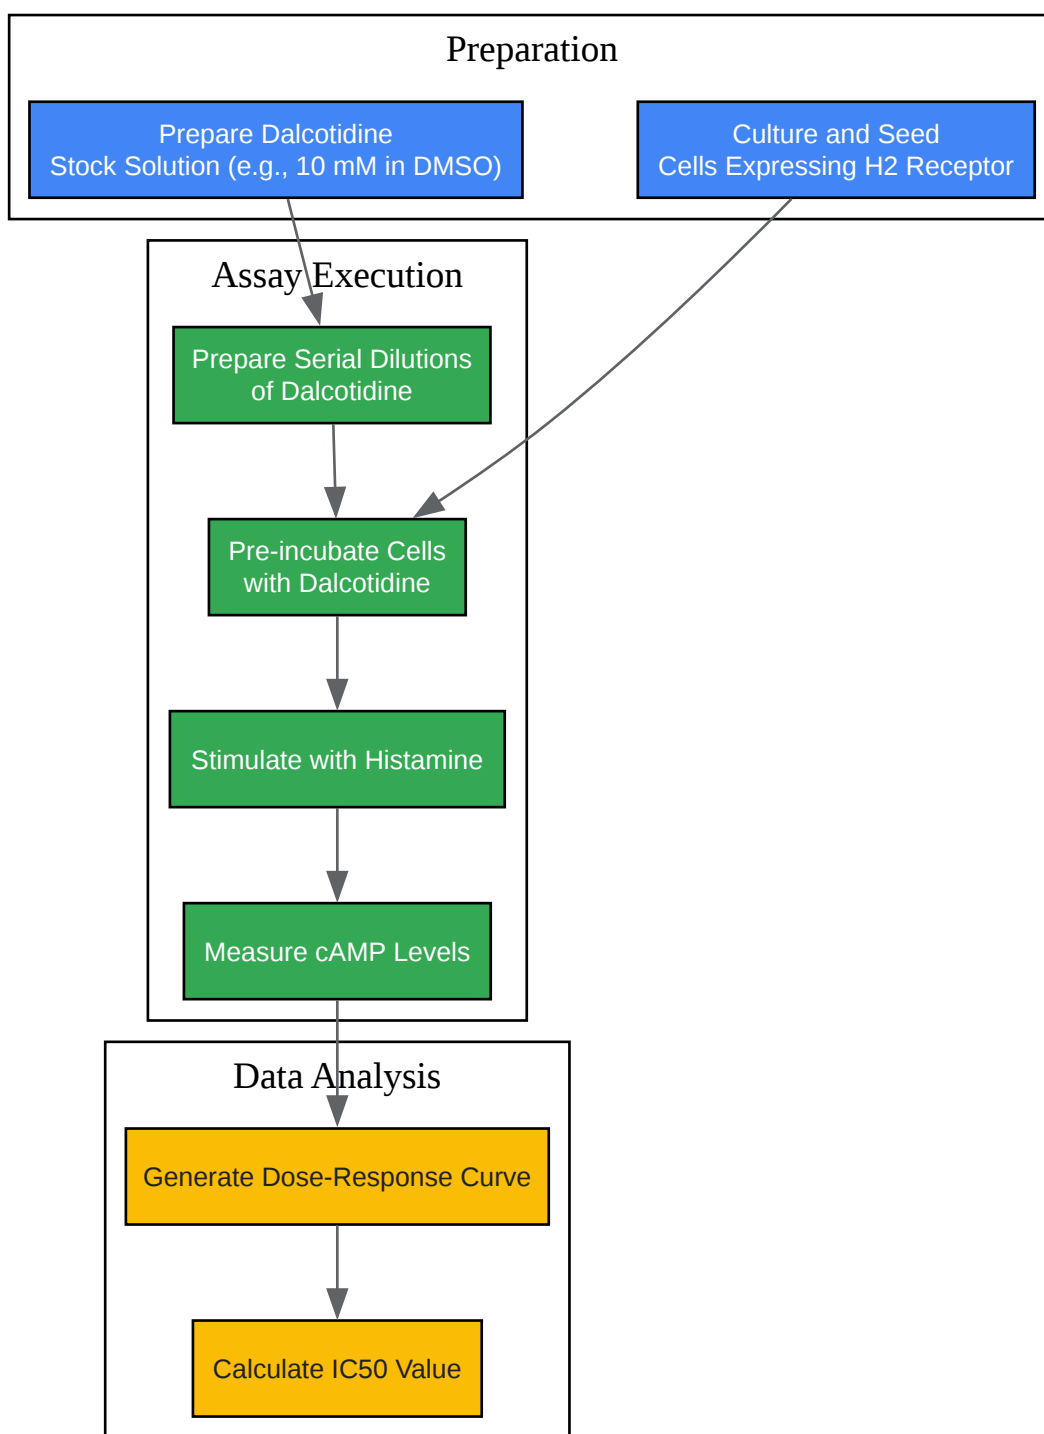 Preparation
Prepare Dalcotidine
Stock Solution (e.g., 10 mM in DMSO)
Culture and Seed
Cells Expressing H2 Receptor
Assay Execution
Prepare Serial Dilutions
of Dalcotidine
Pre-incubate Cells
with Dalcotidine
Stimulate with Histamine
Measure cAMP Levels
Data Analysis
Generate Dose-Response Curve
Calculate IC50 Value